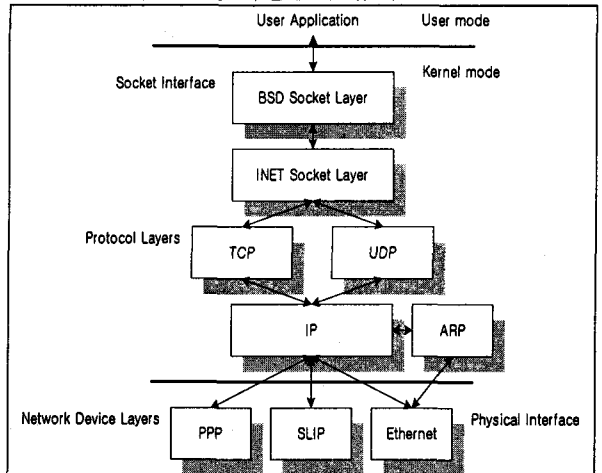 User Application User mode
Kernel mode
Socket Interface
BSD Socket Layer
INET Socket Layer
Protocol Layers
TCP UDP
IP ARP
Network Device Layers Physical Interface
PPP SLIP Ethernet